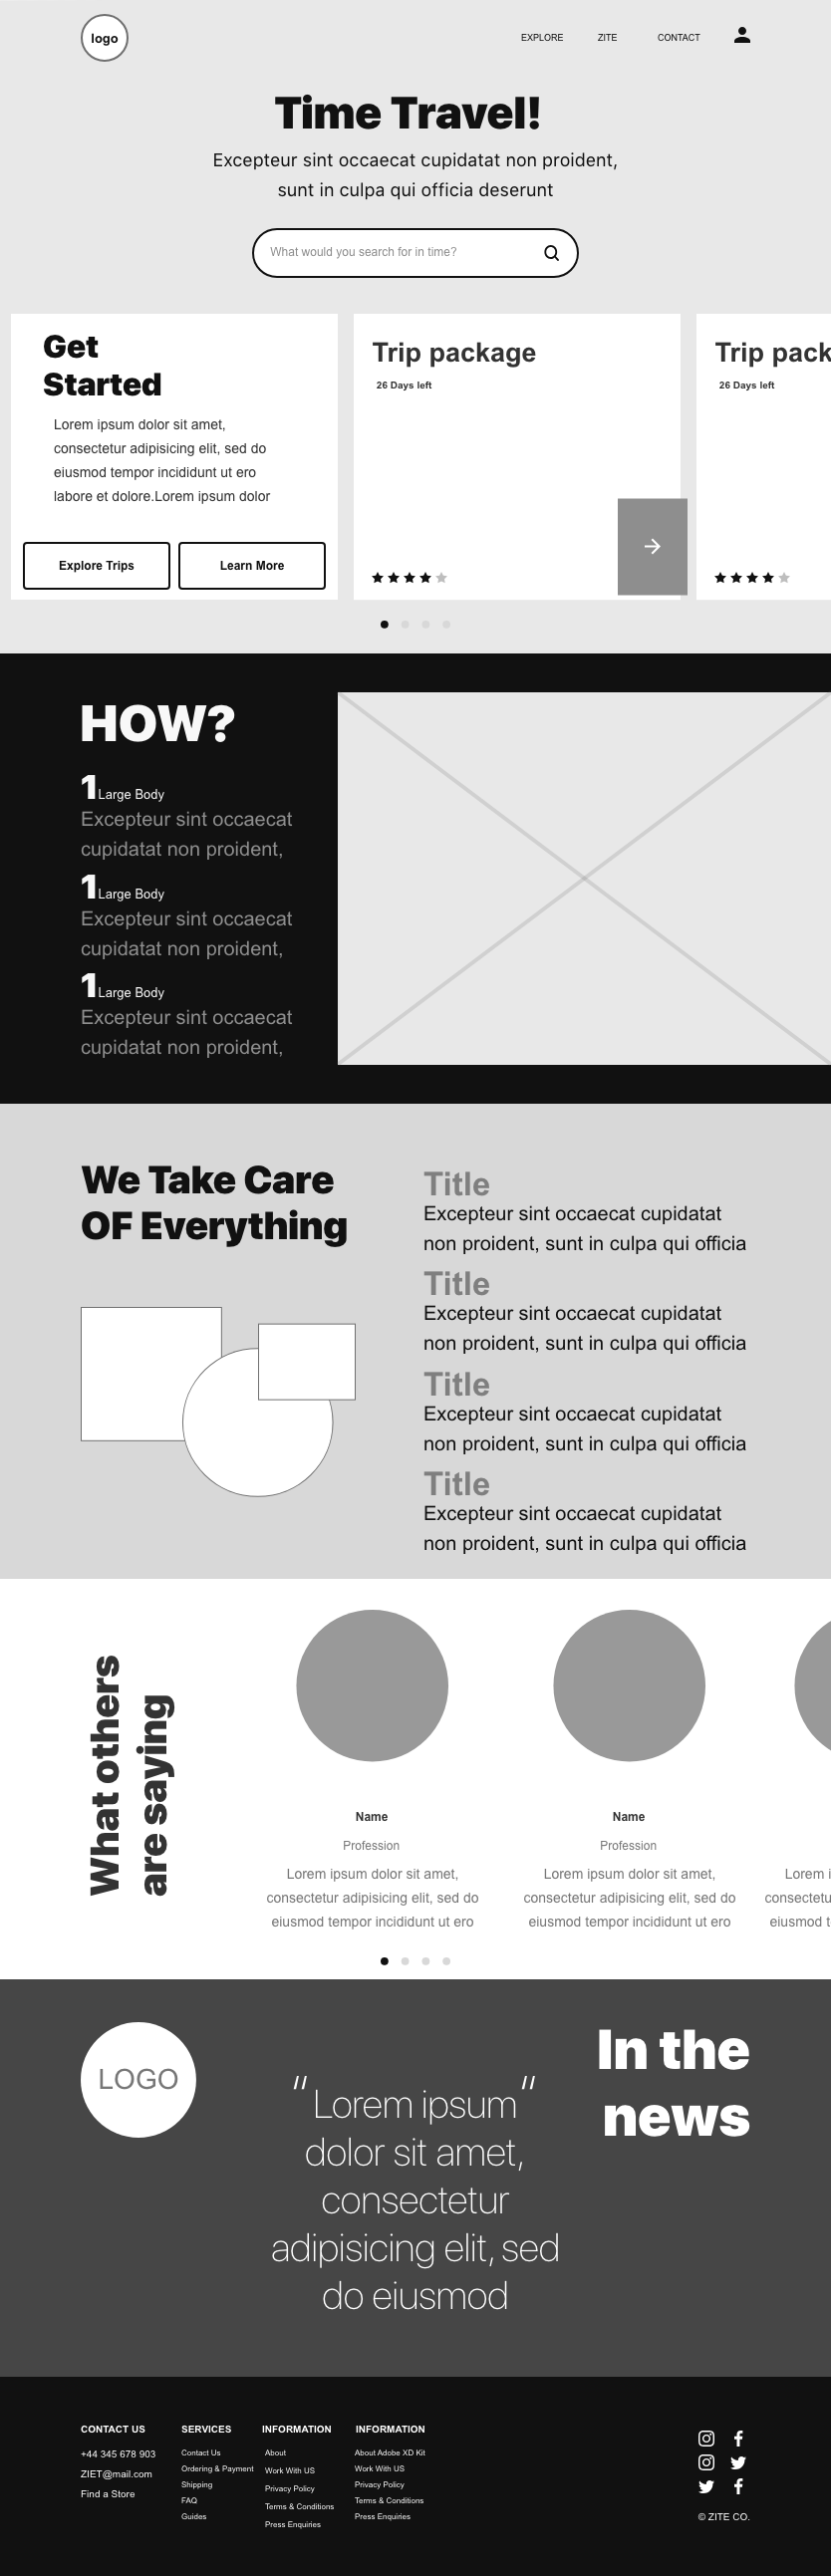 logo
EXPLORE
ZITE
CONTACT
Time Travel!
Excepteur sint occaecat cupidatat non proident,
sunt in culpa qui officia deserunt
What would you search for in time?
Get
Started
Lorem ipsum dolor sit amet,
consectetur adipisicing elit, sed do
eiusmod tempor incididunt ut ero
labore et dolore.Lorem ipsum dolor
Explore Trips
Learn More
Trip package
26 Days left
Trip pack
26 Days left
HOW?
1 Large Body
Excepteur sint occaecat
cupidatat non proident,
1 Large Body
Excepteur sint occaecat
cupidatat non proident,
1 Large Body
Excepteur sint occaecat
cupidatat non proident,
We Take Care
OF Everything
Title
Excepteur sint occaecat cupidatat
non proident, sunt in culpa qui officia
Title
Excepteur sint occaecat cupidatat
non proident, sunt in culpa qui officia
Title
Excepteur sint occaecat cupidatat
non proident, sunt in culpa qui officia
Title
Excepteur sint occaecat cupidatat
non proident, sunt in culpa qui officia
What others
are saying
Name
Profession
Lorem ipsum dolor sit amet,
consectetur adipisicing elit, sed do
eiusmod tempor incididunt ut ero
Name
Profession
Lorem ipsum dolor sit amet,
consectetur adipisicing elit, sed do
eiusmod tempor incididunt ut ero
Lorem i
consectetu
eiusmod t
LOGO
In the
news
"Lorem ipsum"
dolor sit amet,
consectetur
adipisicing elit, sed
do eiusmod
CONTACT US
+44 345 678 903
ZIET@mail.com
Find a Store
SERVICES
Contact Us
Ordering & Payment
Shipping
FAQ
Guides
INFORMATION
About
Work With US
Privacy Policy
Terms & Conditions
Press Enquiries
INFORMATION
About Adobe XD Kit
Work With US
Privacy Policy
Terms & Conditions
Press Enquiries
© ZITE CO.